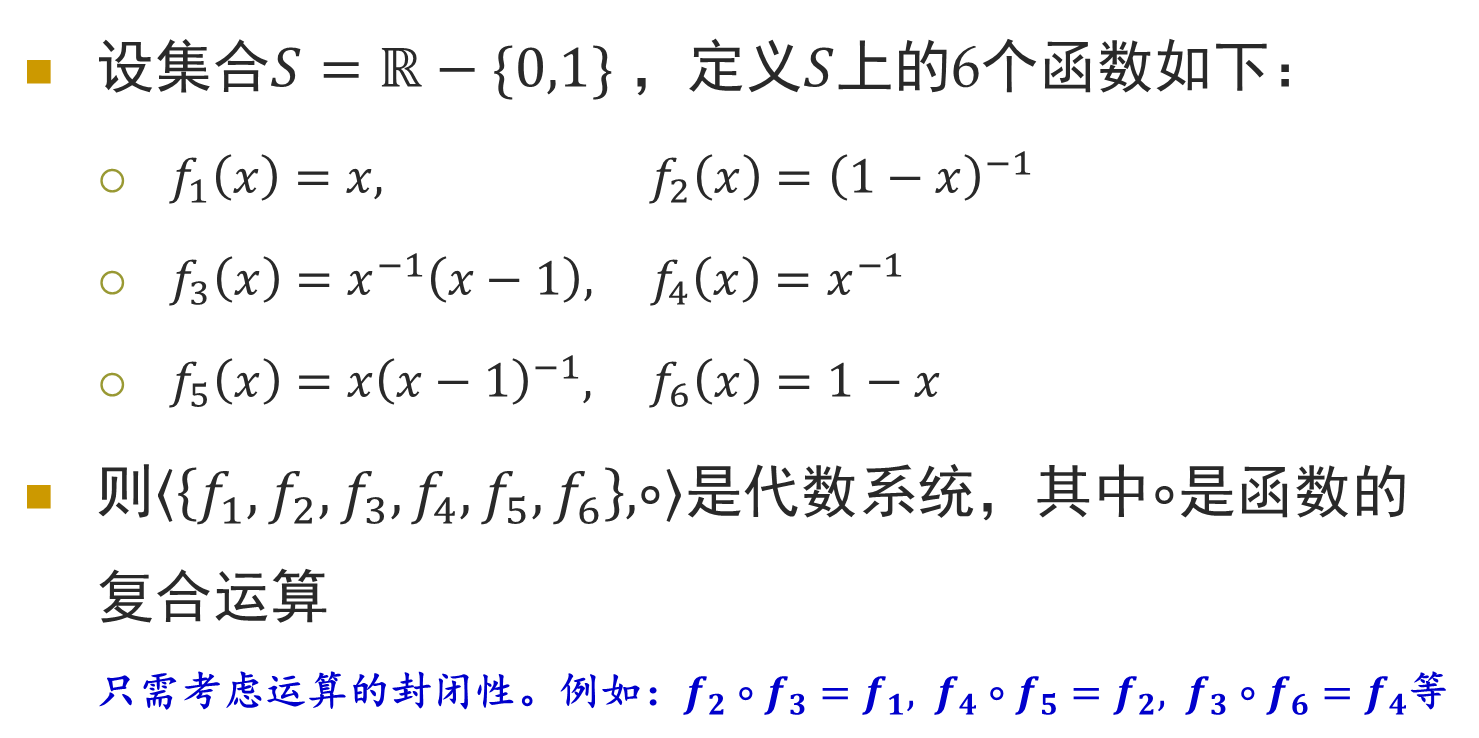 设集合S = ℝ − {0,1}，定义S上的6个函数如下：
f₁(x) = x, f₂(x) = (1 − x)⁻¹
f₃(x) = x⁻¹(x − 1), f₄(x) = x⁻¹
f₅(x) = x(x − 1)⁻¹, f₆(x) = 1 − x
则⟨{f₁, f₂, f₃, f₄, f₅, f₆},∘⟩是代数系统，其中∘是函数的
复合运算
只需考虑运算的封闭性。例如：f₂ ∘ f₃ = f₁, f₄ ∘ f₅ = f₂, f₃ ∘ f₆ = f₄等